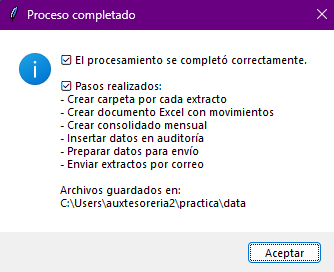 Proceso completado
☑ El procesamiento se completó correctamente.
☑ Pasos realizados:
- Crear carpeta por cada extracto
- Crear documento Excel con movimientos
- Crear consolidado mensual
- Insertar datos en auditoría
- Preparar datos para envío
- Enviar extractos por correo
Archivos guardados en:
C:\Users\auxtesoreria2\practica\data
Aceptar